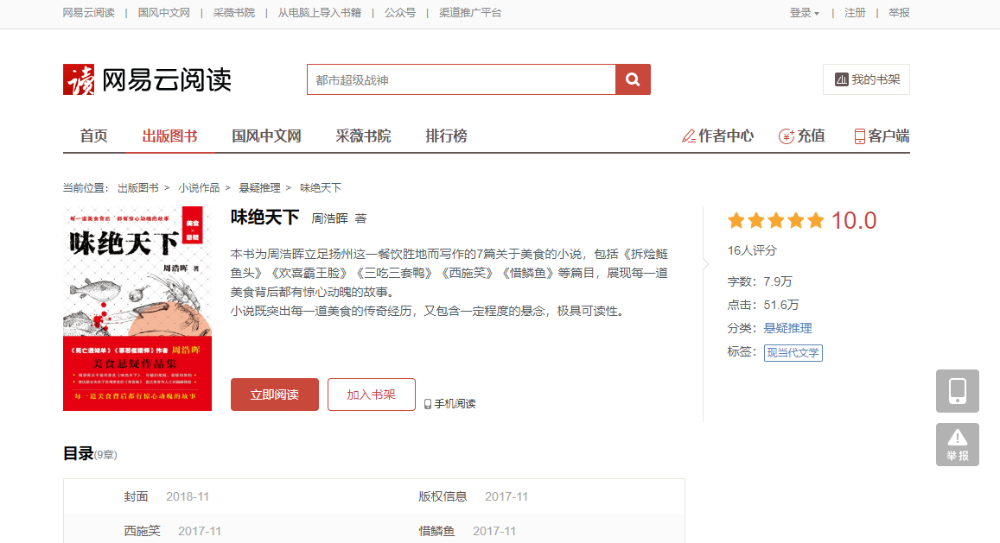 网易云阅读 | 国风中文网 | 采薇书院 | 从电脑上导入书籍 | 公众号 | 渠道推广平台
登录 | 注册 | 举报
读 网易云阅读
都市超级战神
我的书架
首页 出版图书 国风中文网 采薇书院 排行榜
作者中心 充值 客户端
当前位置: 出版图书 > 小说作品 > 悬疑推理 > 味绝天下
每一道美食背后 都有惊心动魄的故事
美食
悬疑
味绝天下
周浩晖 著
《死亡通知单》《邪恶催眠师》作者 周浩晖
美食悬疑作品集
每一道美食背后都有惊心动魄的故事
味绝天下 周浩晖 著
本书为周浩晖立足扬州这一餐饮胜地而写作的7篇关于美食的小说，包括《拆烩鲢
鱼头》《欢喜霸王脸》《三吃三套鸭》《西施笑》《惜鳞鱼》等篇目，展现每一道
美食背后都有惊心动魄的故事。
小说既突出每一道美食的传奇经历，又包含一定程度的悬念，极具可读性。
立即阅读 加入书架 手机阅读
10.0
16人评分
字数：7.9万
点击：51.6万
分类：悬疑推理
标签：现当代文学
举报
目录(9章)
封面 2018-11 版权信息 2017-11
西施笑 2017-11 惜鳞鱼 2017-11